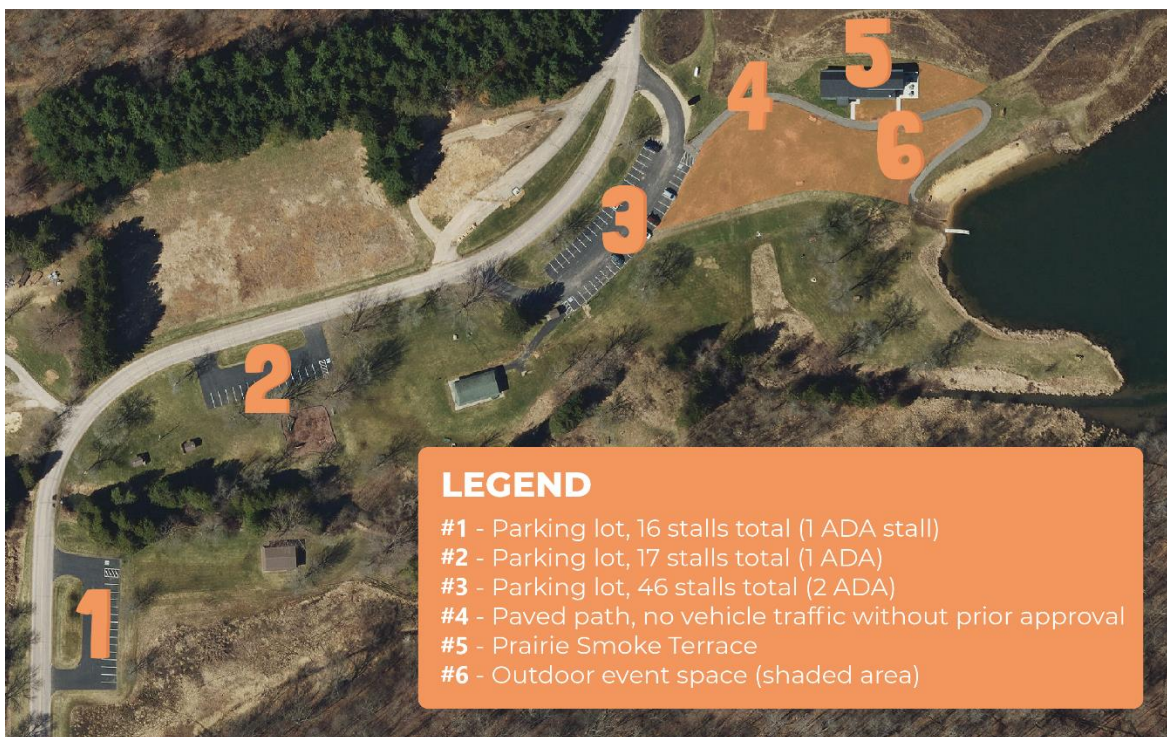 5
4
6
3
2
1
LEGEND
#1 - Parking lot, 16 stalls total (1 ADA stall)
#2 - Parking lot, 17 stalls total (1 ADA)
#3 - Parking lot, 46 stalls total (2 ADA)
#4 - Paved path, no vehicle traffic without prior approval
#5 - Prairie Smoke Terrace
#6 - Outdoor event space (shaded area)